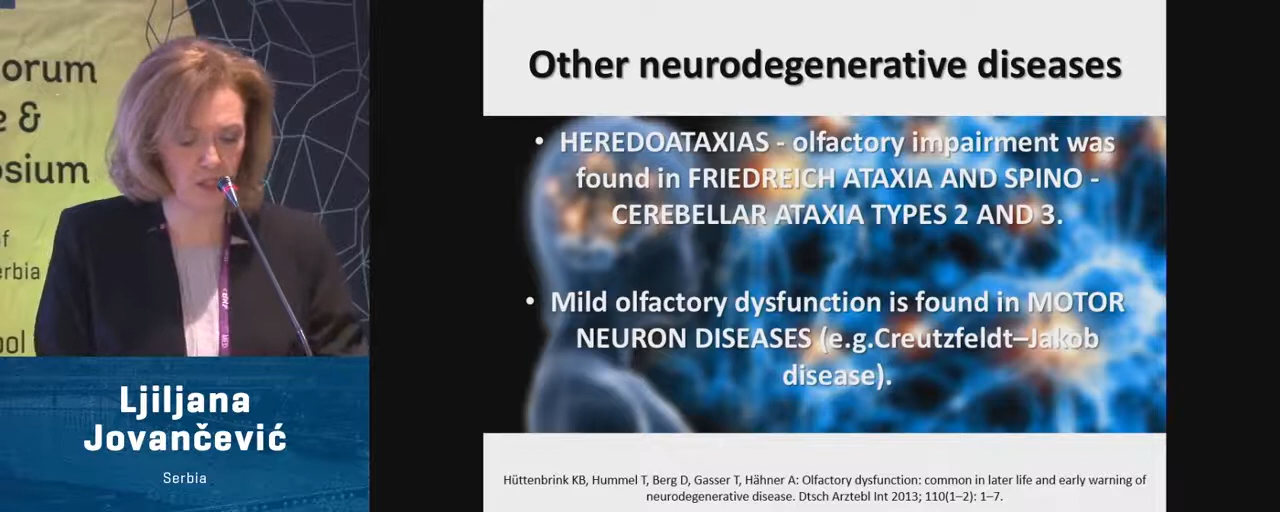 orum
e &
osium
of
erbia
ool
Ljiljana
Jovančević
Serbia
Other neurodegenerative diseases
• HEREDOATAXIAS - olfactory impairment was
found in FRIEDREICH ATAXIA AND SPINO -
CEREBELLAR ATAXIA TYPES 2 AND 3.
• Mild olfactory dysfunction is found in MOTOR
NEURON DISEASES (e.g.Creutzfeldt–Jakob
disease).
Hüttenbrink KB, Hummel T, Berg D, Gasser T, Hähner A: Olfactory dysfunction: common in later life and early warning of
neurodegenerative disease. Dtsch Arztebl Int 2013; 110(1–2): 1–7.